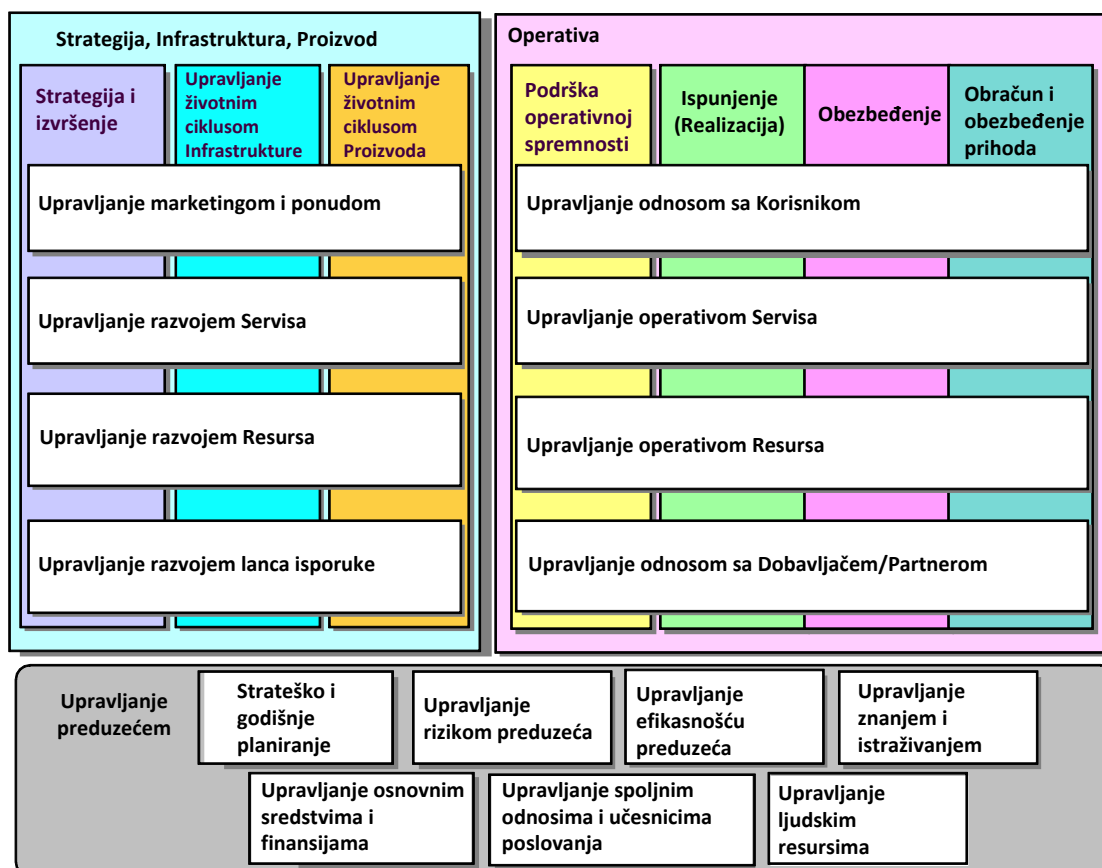 Strategija, Infrastruktura, Proizvod
Strategija i
izvršenje
Upravljanje
životnim
ciklusom
Infrastrukture
Upravljanje
životnim
ciklusom
Proizvoda
Upravljanje marketingom i ponudom
Upravljanje razvojem Servisa
Upravljanje razvojem Resursa
Upravljanje razvojem lanca isporuke
Operativa
Podrška
operativnoj
spremnosti
Ispunjenje
(Realizacija)
Obezbeđenje
Obračun i
obezbeđenje
prihoda
Upravljanje odnosom sa Korisnikom
Upravljanje operativom Servisa
Upravljanje operativom Resursa
Upravljanje odnosom sa Dobavljačem/Partnerom
Upravljanje
preduzećem
Strateško i
godišnje
planiranje
Upravljanje
rizikom preduzeća
Upravljanje
efikasnošću
preduzeća
Upravljanje
znanjem i
istraživanjem
Upravljanje osnovnim
sredstvima i
finansijama
Upravljanje spoljnim
odnosima i učesnicima
poslovanja
Upravljanje
ljudskim
resursima